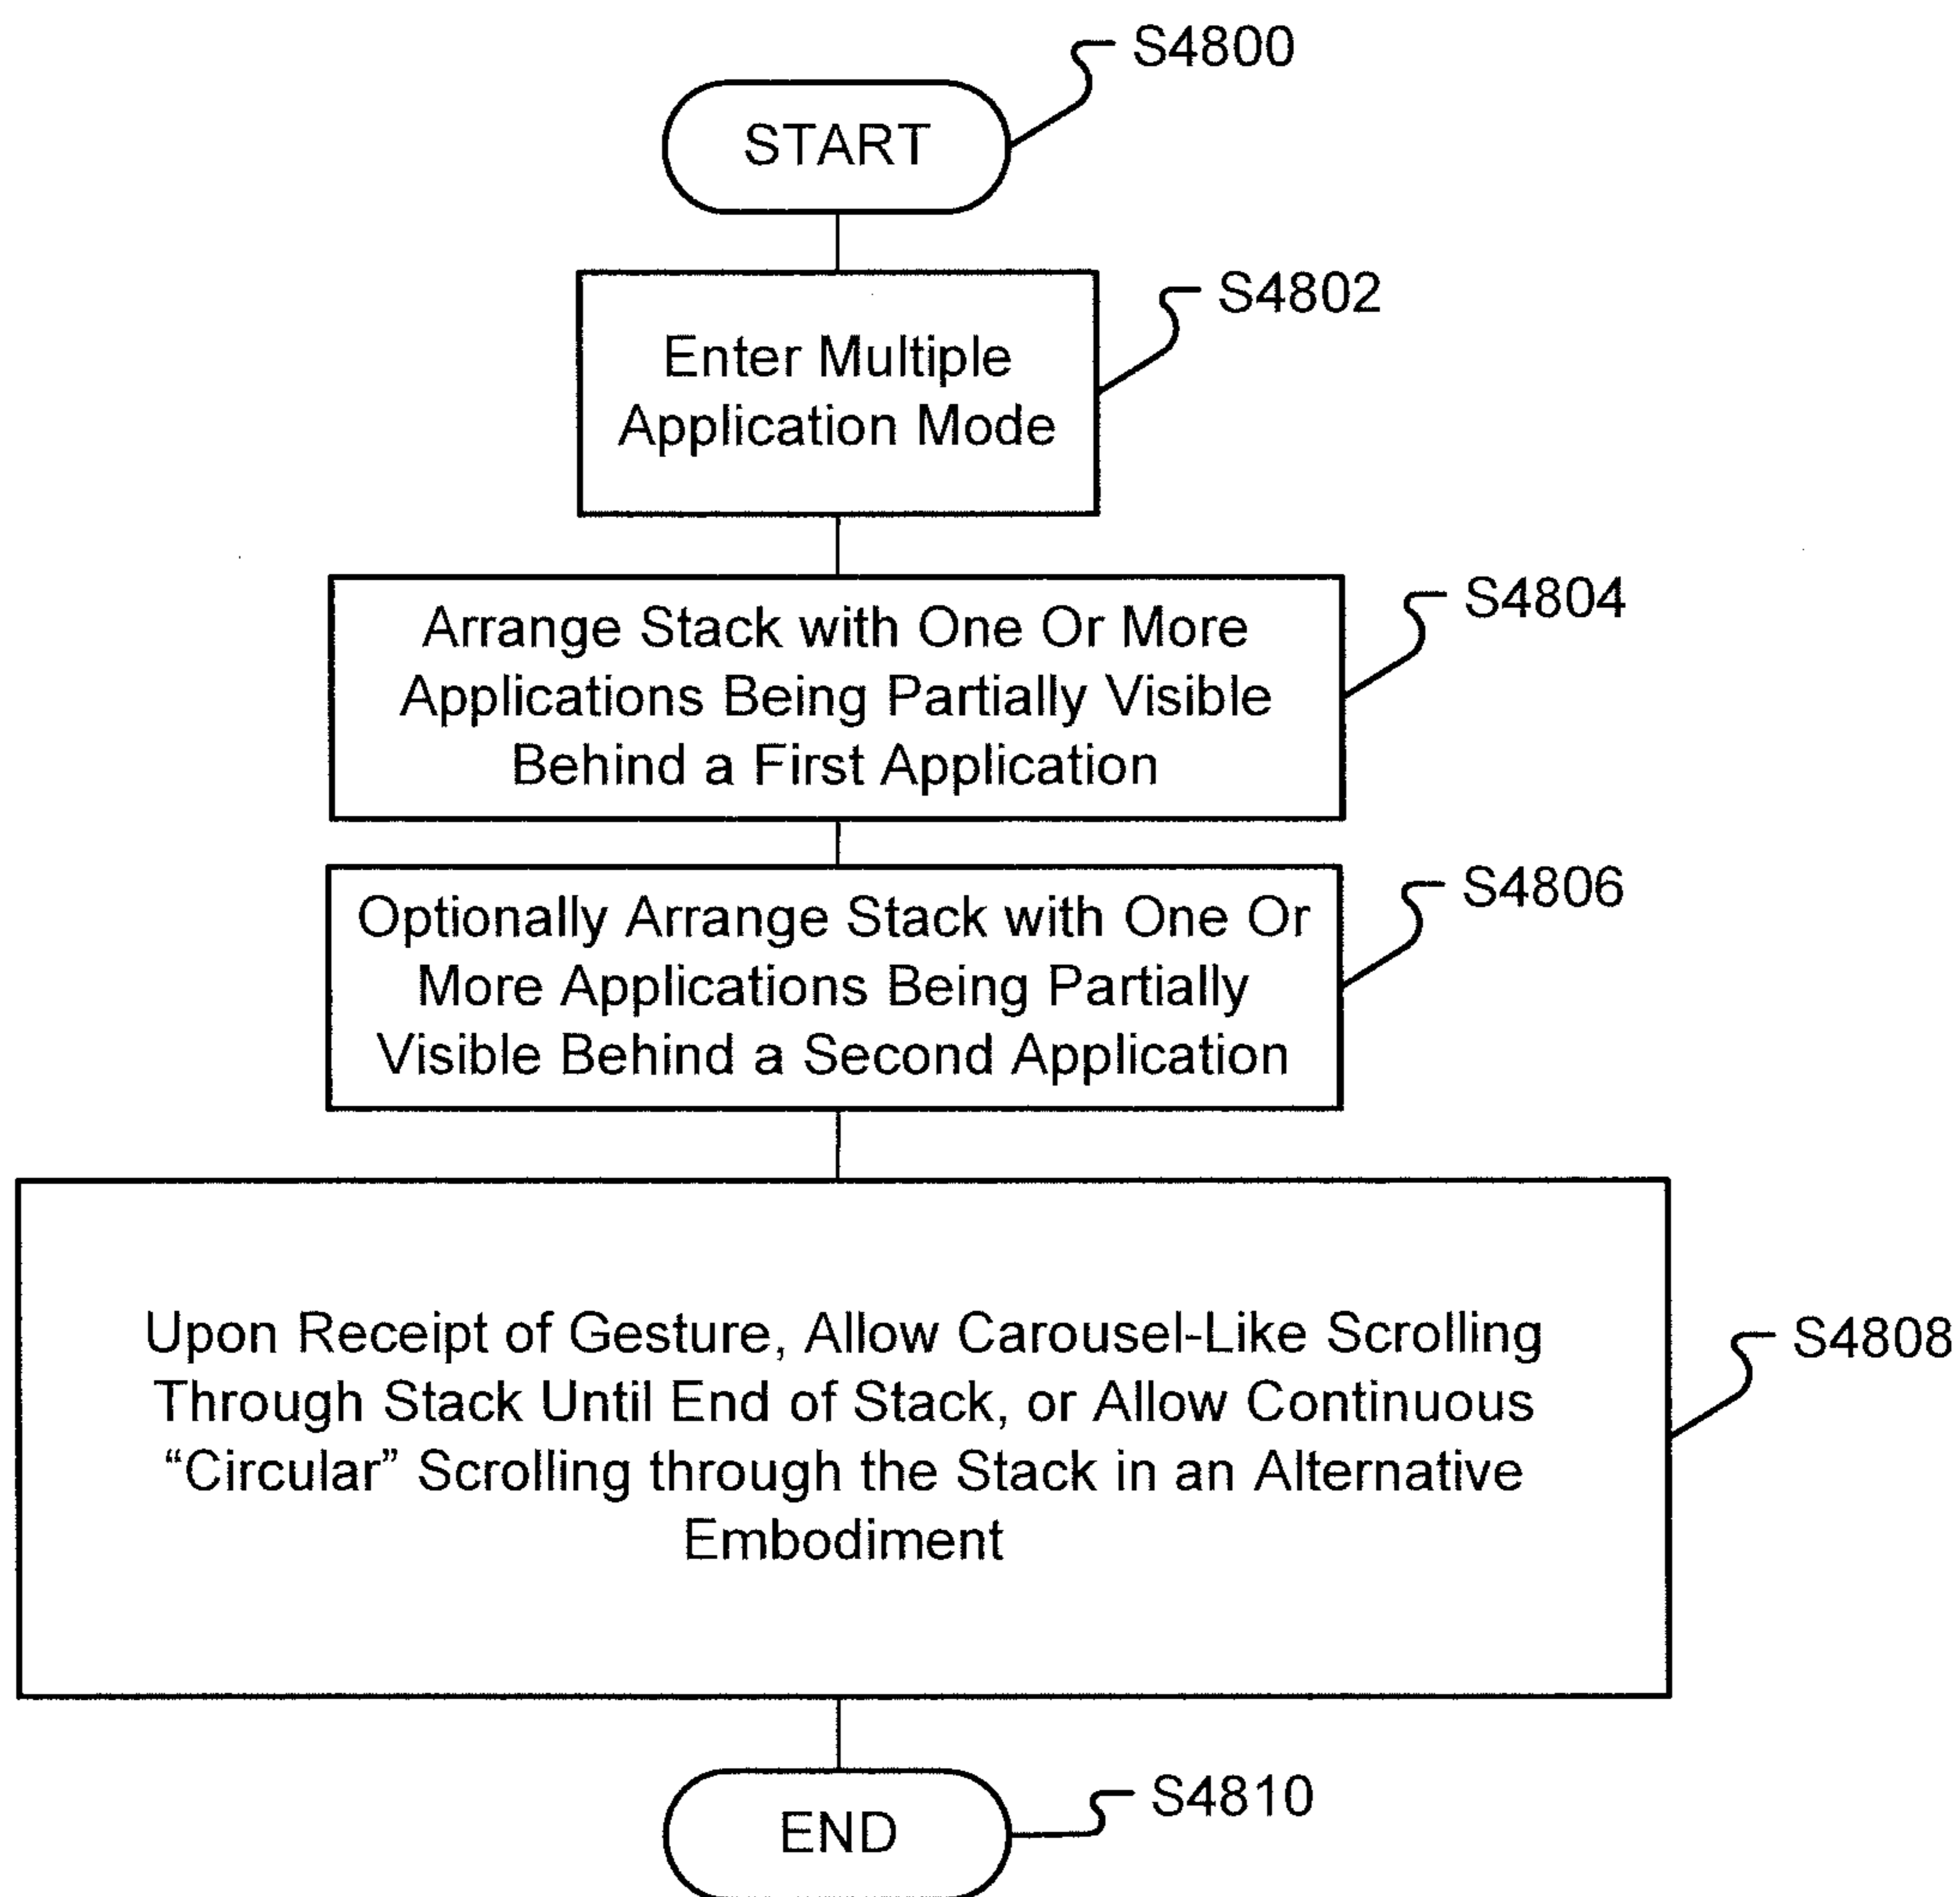 S4800
START
S4802
Enter Multiple
Application Mode
S4804
Arrange Stack with One Or More
Applications Being Partially Visible
Behind a First Application
S4806
Optionally Arrange Stack with One Or
More Applications Being Partially
Visible Behind a Second Application
S4808
Upon Receipt of Gesture, Allow Carousel-Like Scrolling
Through Stack Until End of Stack, or Allow Continuous
“Circular” Scrolling through the Stack in an Alternative
Embodiment
S4810
END